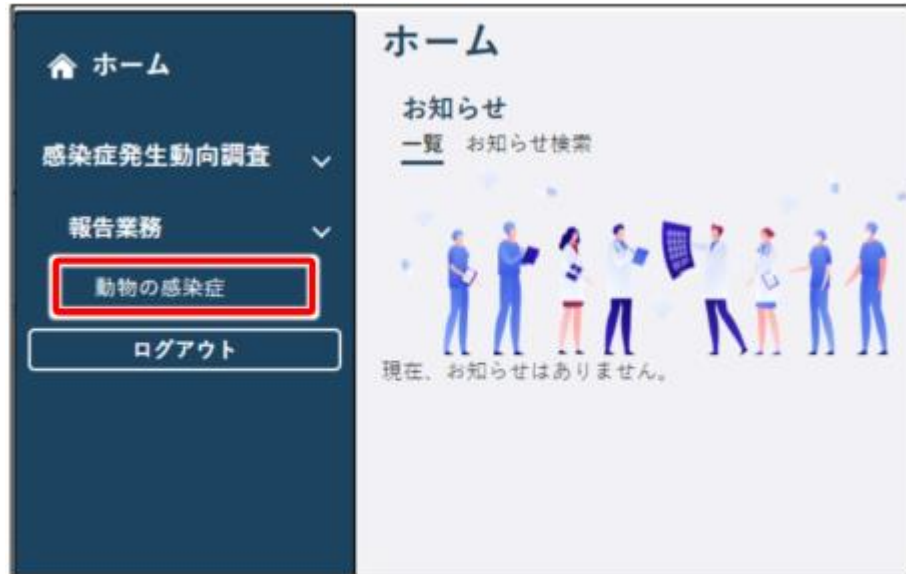 ホーム
感染症発生動向調査
報告業務
動物の感染症
ログアウト
ホーム
お知らせ
一覧 お知らせ検索
現在、お知らせはありません。